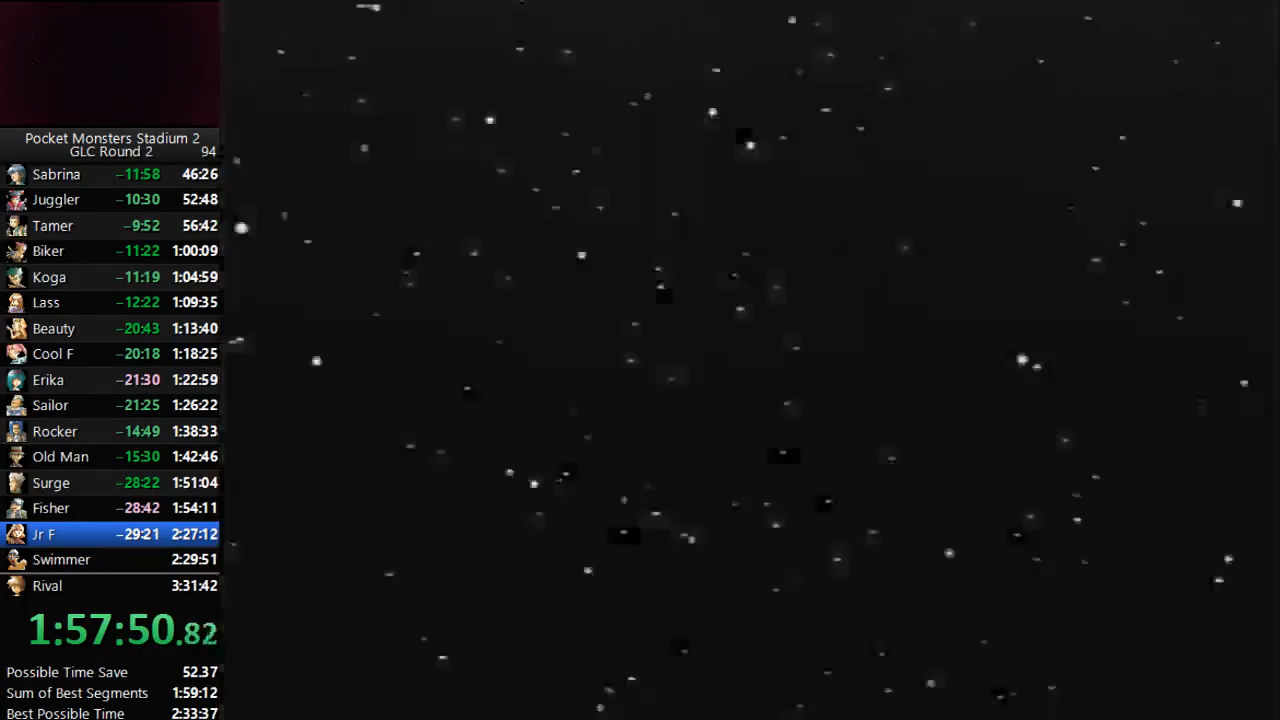 Pocket Monsters Stadium 2
GLC Round 2 94
Sabrina −11:58 46:26
Juggler −10:30 52:48
Tamer −9:52 56:42
Biker −11:22 1:00:09
Koga −11:19 1:04:59
Lass −12:22 1:09:35
Beauty −20:43 1:13:40
Cool F −20:18 1:18:25
Erika −21:30 1:22:59
Sailor −21:25 1:26:22
Rocker −14:49 1:38:33
Old Man −15:30 1:42:46
Surge −28:22 1:51:04
Fisher −28:42 1:54:11
Jr F −29:21 2:27:12
Swimmer 2:29:51
Rival 3:31:42
1:57:50.82
Possible Time Save 52.37
Sum of Best Segments 1:59:12
Best Possible Time 2:33:37